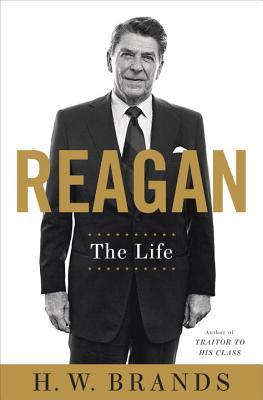 REAGAN
The Life
Author of
TRAITOR TO
HIS CLASS
H. W. BRANDS